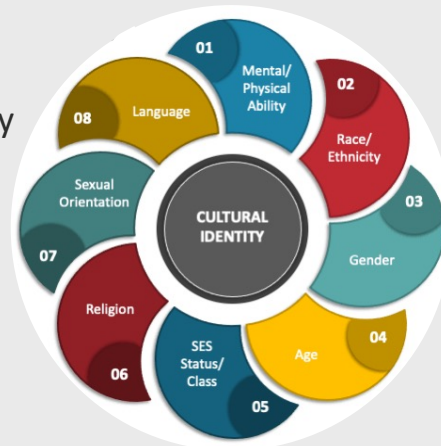 y
01
Mental/
Physical
Ability
02
Race/
Ethnicity
03
Gender
04
Age
05
SES
Status/
Class
06
Religion
07
Sexual
Orientation
08
Language
CULTURAL
IDENTITY